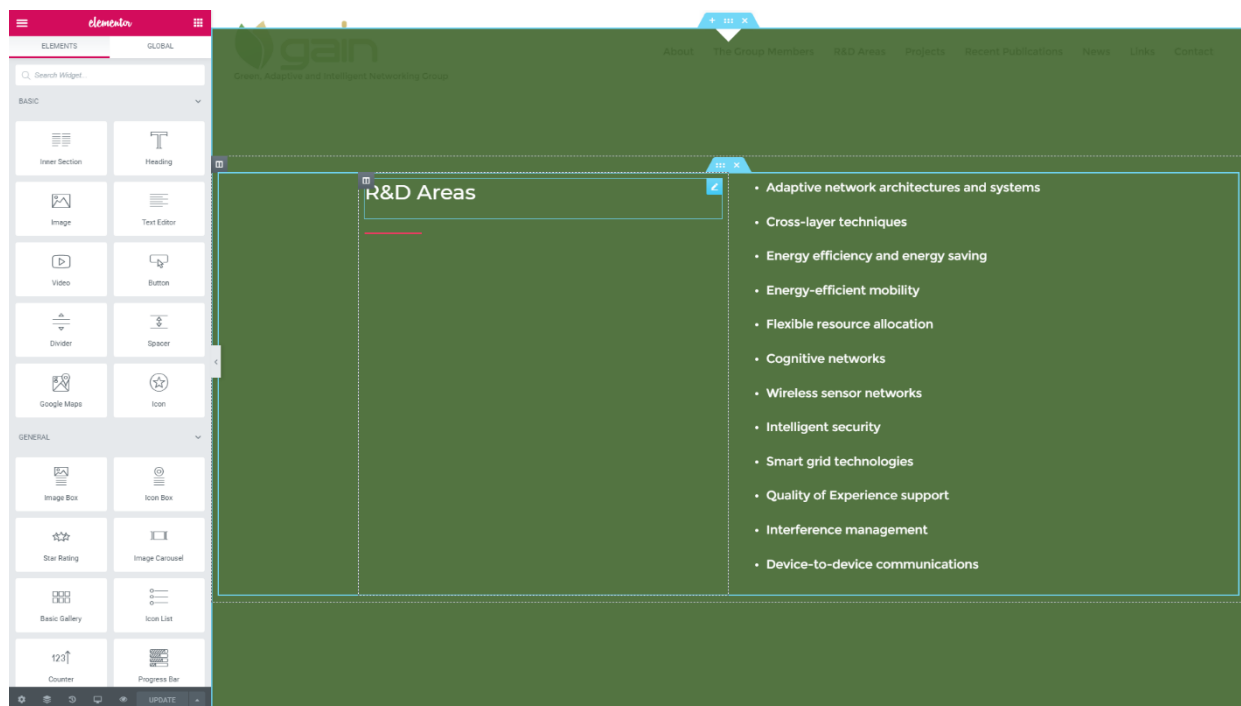 elementor
ELEMENTS GLOBAL
Search Widget...
BASIC
Inner Section Heading
Image Text Editor
Video Button
Divider Spacer
Google Maps Icon
GENERAL
Image Box Icon Box
Star Rating Image Carousel
Basic Gallery Icon List
123
Counter Progress Bar
UPDATE
gain
Green, Adaptive and Intelligent Networking Group
About The Group Members R&D Areas Projects Recent Publications News Links Contact
R&D Areas
• Adaptive network architectures and systems
• Cross-layer techniques
• Energy efficiency and energy saving
• Energy-efficient mobility
• Flexible resource allocation
• Cognitive networks
• Wireless sensor networks
• Intelligent security
• Smart grid technologies
• Quality of Experience support
• Interference management
• Device-to-device communications